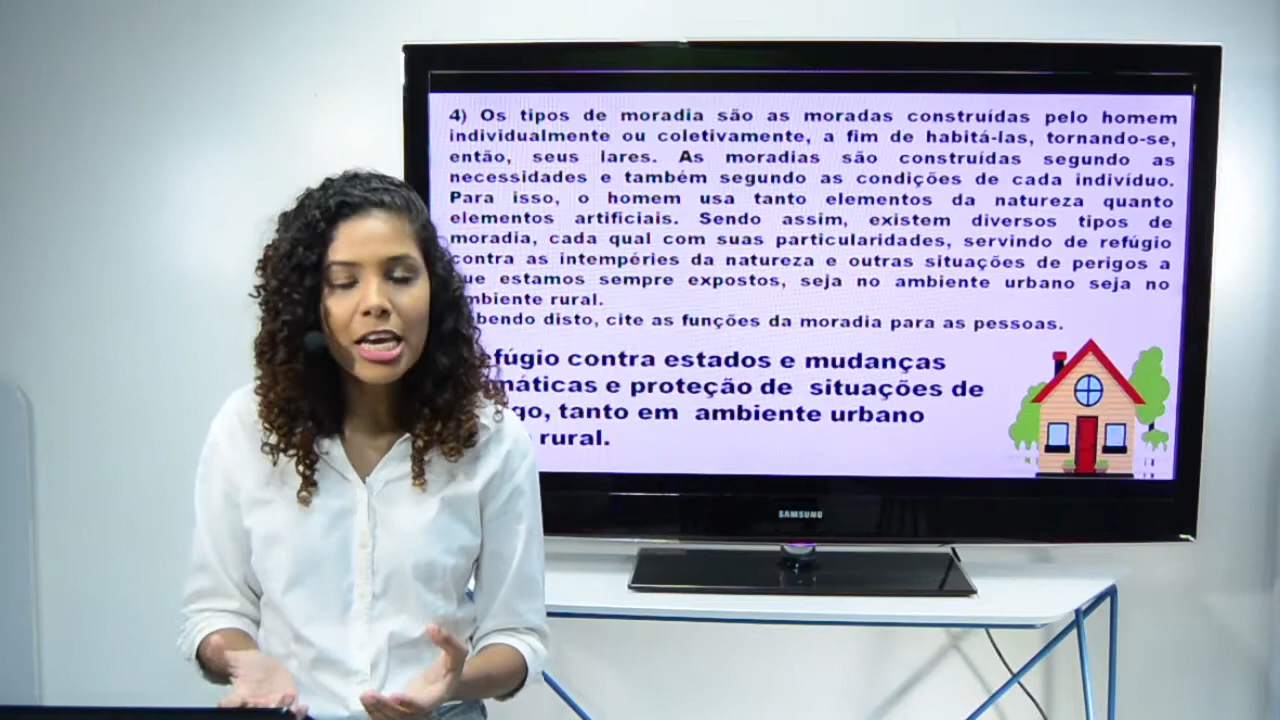 4) Os tipos de moradia são as moradas construídas pelo homem
individualmente ou coletivamente, a fim de habitá-las, tornando-se,
então, seus lares. As moradias são construídas segundo as
necessidades e também segundo as condições de cada indivíduo.
Para isso, o homem usa tanto elementos da natureza quanto
elementos artificiais. Sendo assim, existem diversos tipos de
moradia, cada qual com suas particularidades, servindo de refúgio
contra as intempéries da natureza e outras situações de perigos a
estamos sempre expostos, seja no ambiente urbano seja no
rural.
disto, cite as funções da moradia para as pessoas.
contra estados e mudanças
e proteção de situações de
tanto em ambiente urbano
rural.
SAMSUNG